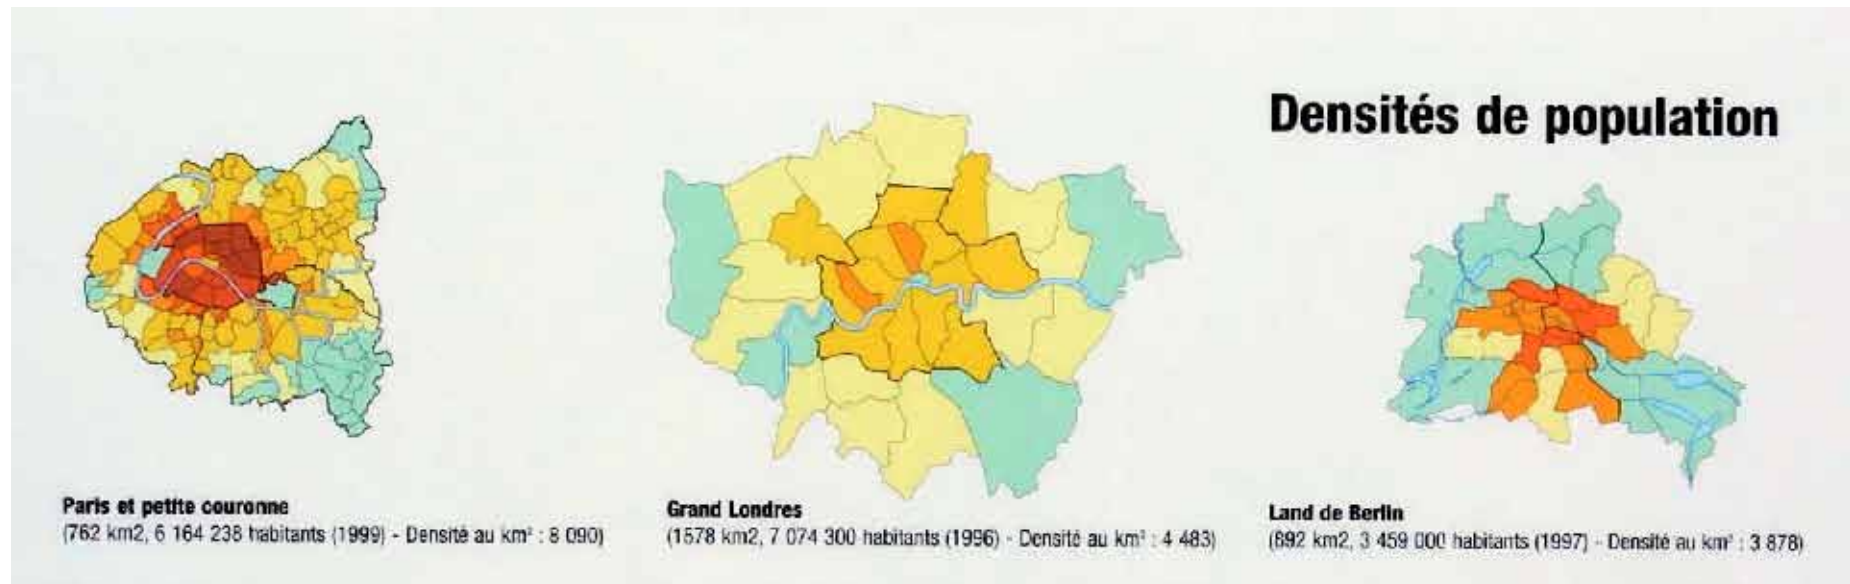 Densités de population
Paris et petite couronne
(762 km2, 6 164 238 habitants (1999) - Densité au km² : 8 090)
Grand Londres
(1578 km2, 7 074 300 habitants (1996) - Densité au km² : 4 483)
Land de Berlin
(892 km2, 3 459 000 habitants (1997) - Densité au km² : 3 878)